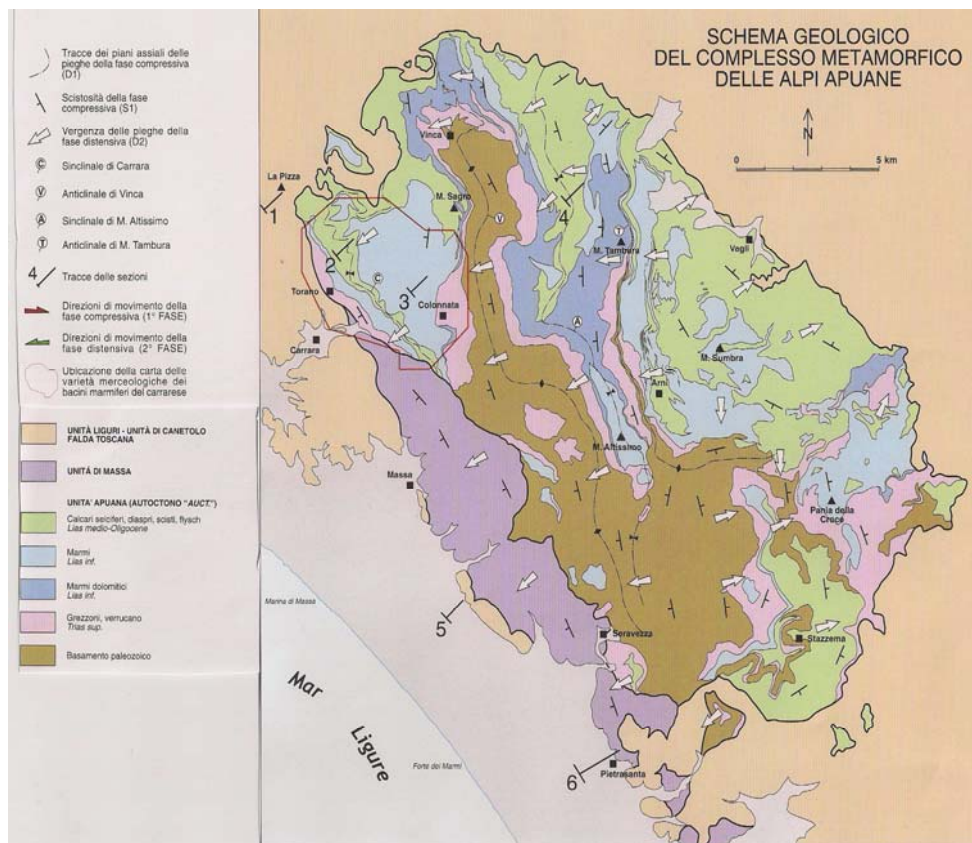 SCHEMA GEOLOGICO
DEL COMPLESSO METAMORFICO
DELLE ALPI APUANE
Tracce dei piani assiali delle
pieghe della fase compressiva
(D1)
Scistosità della fase
compressiva (S1)
Vergenza delle pieghe della
fase distensiva (D2)
C
Sinclinale di Carrara
V
Anticlinale di Vinca
A
Sinclinale di M. Altissimo
T
Anticlinale di M. Tambura
4
Tracce delle sezioni
Direzioni di movimento della
fase compressiva (1° FASE)
Direzioni di movimento della
fase distensiva (2° FASE)
Ubicazione della carta delle
varietà merceologiche dei
bacini marmiferi del carrarese
UNITÀ LIGURI - UNITÀ DI CANETOLO
FALDA TOSCANA
UNITÀ DI MASSA
UNITA' APUANA (AUTOCTONO "AUCT.")
Calcari selciferi, diaspri, scisti, flysch
Lias medio-Oligocene
Marmi
Lias inf.
Marmi dolomitici
Lias inf.
Grezzoni, verrucano
Trias sup.
Basamento paleozoico
N
0
5 km
Vinca
La Pizza
1
M. Sagro
V
4
T
M. Tambura
Vagli
2
C
3
Torano
Colonnata
Carrara
A
M. Sumbra
Arni
M. Altissimo
Massa
Pania della
Croce
Marina di Massa
5
Seravezza
Stazzema
Mar
Ligure
Forte dei Marmi
6
Pietrasanta